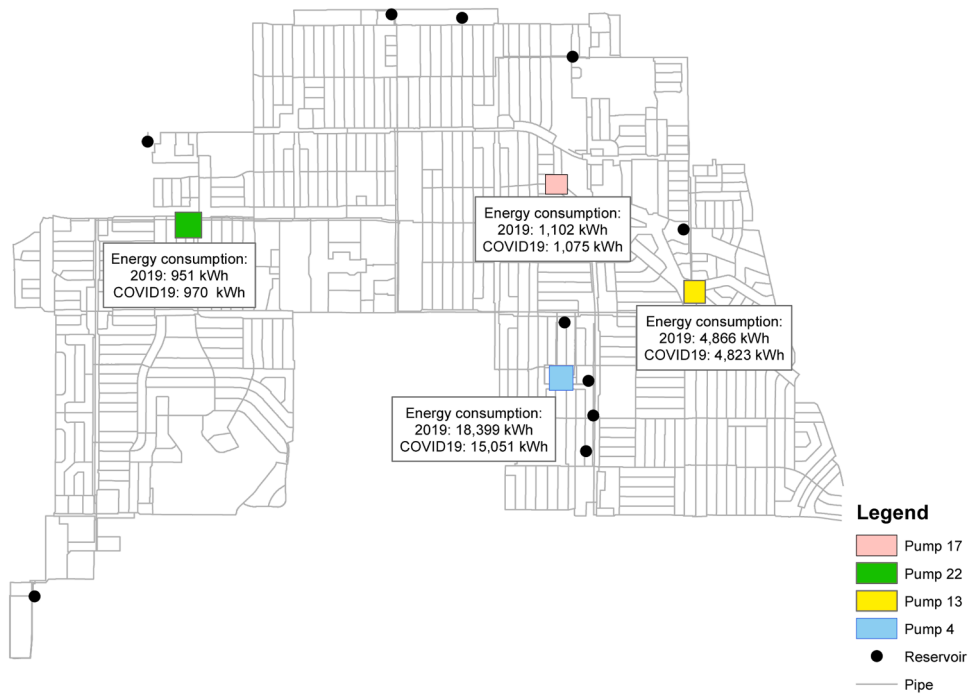 Energy consumption:
2019: 1,102 kWh
COVID19: 1,075 kWh
Energy consumption:
2019: 951 kWh
COVID19: 970  kWh
Energy consumption:
2019: 4,866 kWh
COVID19: 4,823 kWh
Energy consumption:
2019: 18,399 kWh
COVID19: 15,051 kWh
Legend
Pump 17
Pump 22
Pump 13
Pump 4
Reservoir
Pipe